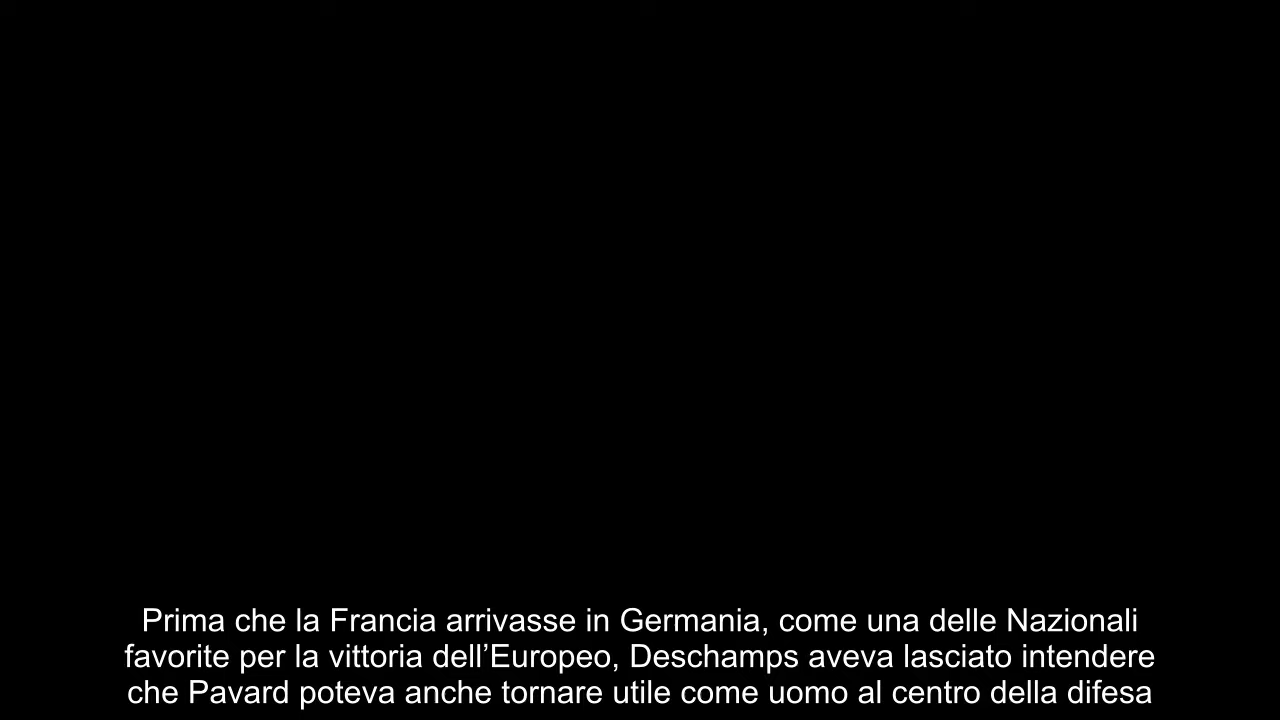 Prima che la Francia arrivasse in Germania, come una delle Nazionali
favorite per la vittoria dell’Europeo, Deschamps aveva lasciato intendere
che Pavard poteva anche tornare utile come uomo al centro della difesa